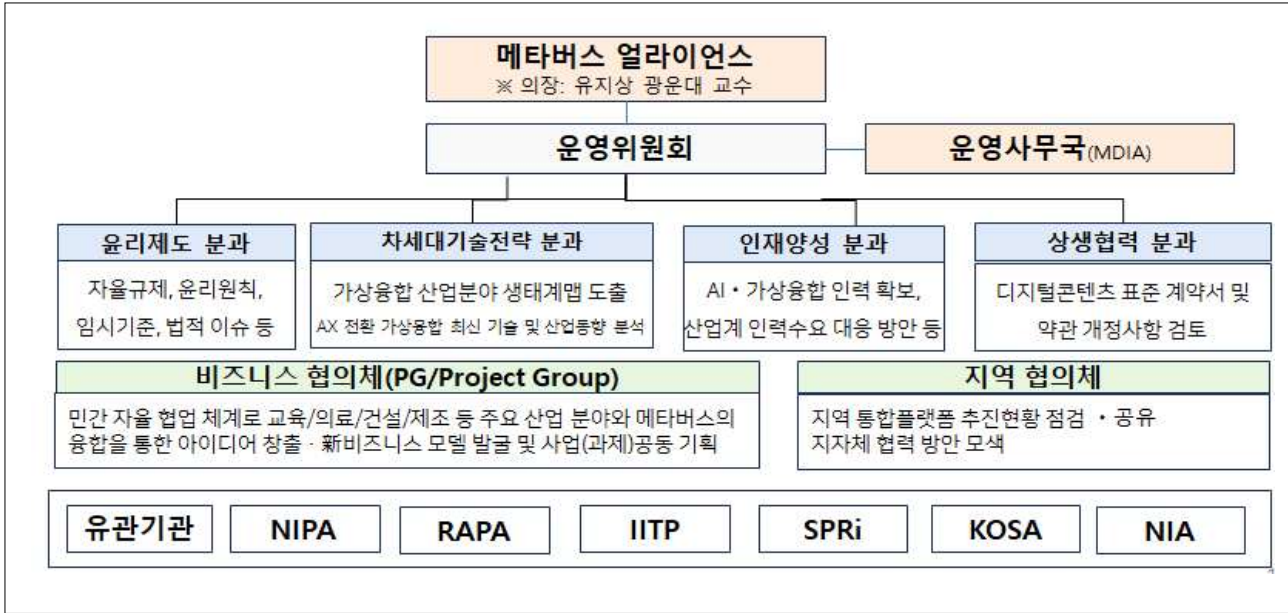 메타버스 얼라이언스
※ 의장: 유지상 광운대 교수
운영위원회
운영사무국(MDIA)
윤리제도 분과
자율규제, 윤리원칙,
임시기준, 법적 이슈 등
차세대기술전략 분과
가상융합 산업분야 생태계맵 도출
AX 전환 가상융합 최신 기술 및 산업동향 분석
인재양성 분과
AI・가상융합 인력 확보,
산업계 인력수요 대응 방안 등
상생협력 분과
디지털콘텐츠 표준 계약서 및
약관 개정사항 검토
비즈니스 협의체(PG/Project Group)
민간 자율 협업 체계로 교육/의료/건설/제조 등 주요 산업 분야와 메타버스의
융합을 통한 아이디어 창출 · 新비즈니스 모델 발굴 및 사업(과제)공동 기획
지역 협의체
지역 통합플랫폼 추진현황 점검 ・공유
지자체 협력 방안 모색
유관기관
NIPA
RAPA
IITP
SPRi
KOSA
NIA